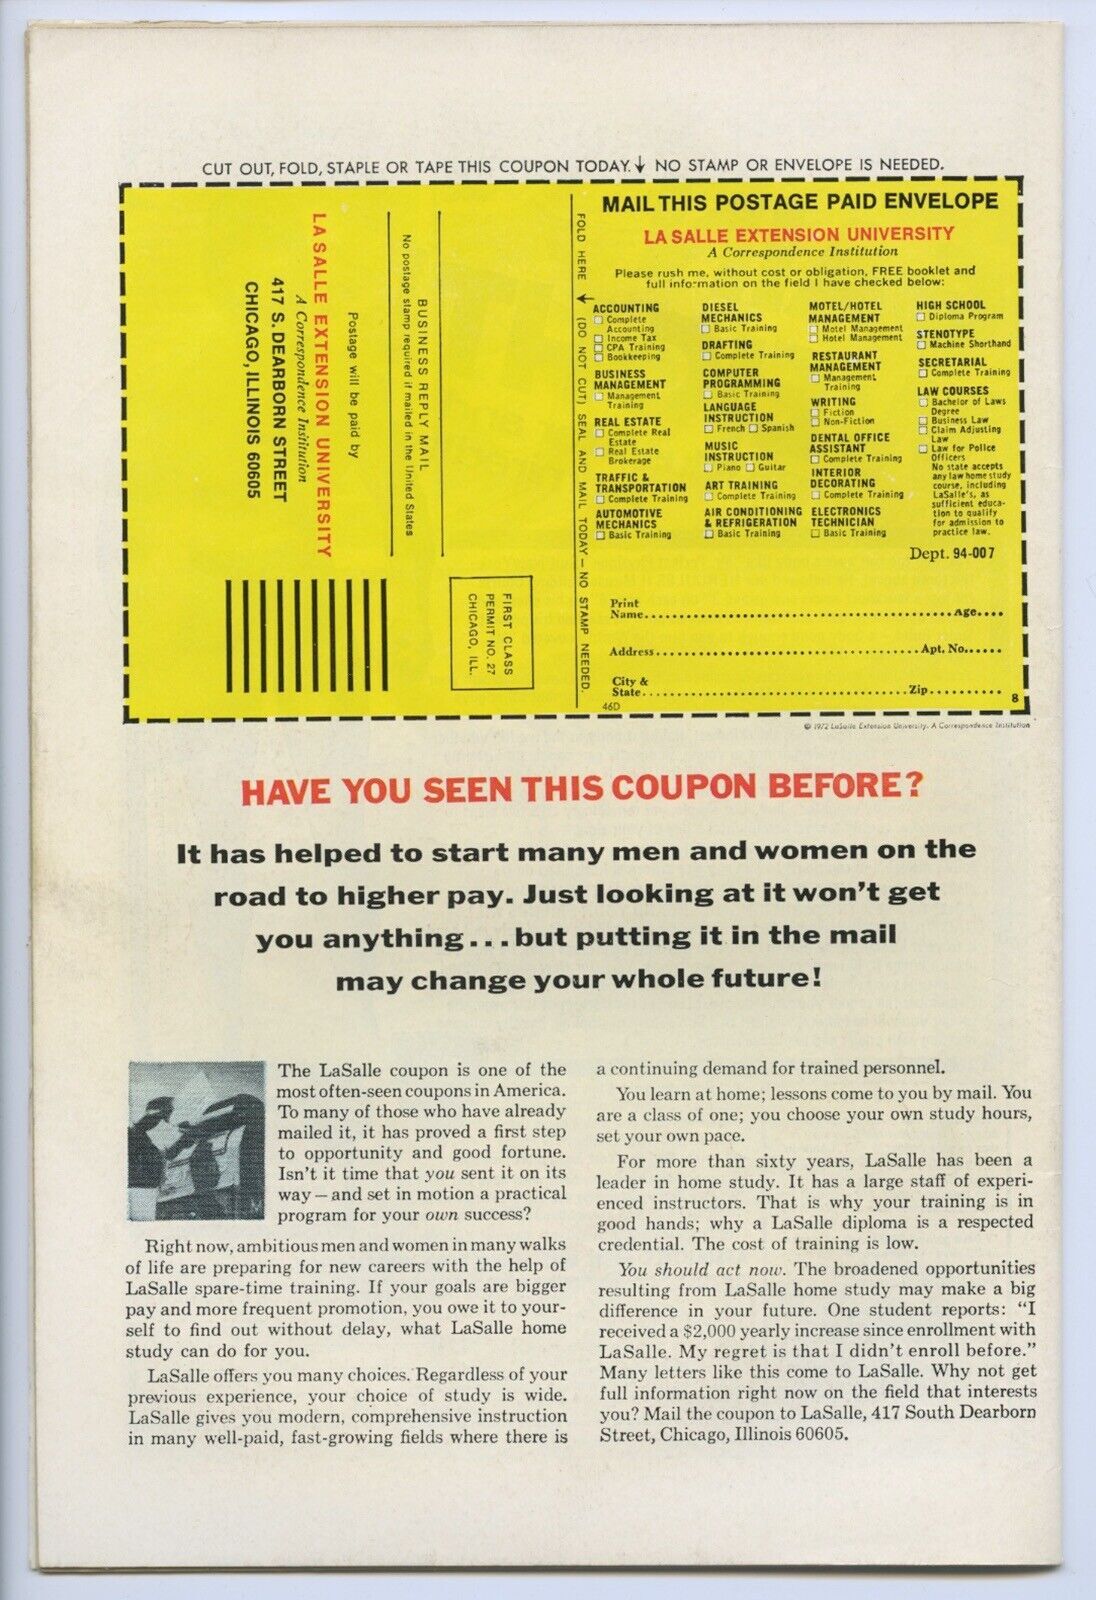 CUT OUT, FOLD, STAPLE OR TAPE THIS COUPON TODAY. ↓ NO STAMP OR ENVELOPE IS NEEDED.
BUSINESS REPLY MAIL
No postage stamp required if mailed in the United States
Postage will be paid by
LA SALLE EXTENSION UNIVERSITY
A Correspondence Institution
417 S. DEARBORN STREET
CHICAGO, ILLINOIS 60605
FIRST CLASS
PERMIT NO. 27
CHICAGO, ILL.
FOLD HERE ← (DO NOT CUT) SEAL AND MAIL TODAY — NO STAMP NEEDED.
MAIL THIS POSTAGE PAID ENVELOPE
LA SALLE EXTENSION UNIVERSITY
A Correspondence Institution
Please rush me, without cost or obligation, FREE booklet and
full information on the field I have checked below:
ACCOUNTING
☐ Complete
Accounting
☐ Income Tax
☐ CPA Training
☐ Bookkeeping
BUSINESS
MANAGEMENT
☐ Management
Training
REAL ESTATE
☐ Complete Real
Estate
☐ Real Estate
Brokerage
TRAFFIC &
TRANSPORTATION
☐ Complete Training
AUTOMOTIVE
MECHANICS
☐ Basic Training
DIESEL
MECHANICS
☐ Basic Training
DRAFTING
☐ Complete Training
COMPUTER
PROGRAMMING
☐ Basic Training
LANGUAGE
INSTRUCTION
☐ French ☐ Spanish
MUSIC
INSTRUCTION
☐ Piano ☐ Guitar
ART TRAINING
☐ Complete Training
AIR CONDITIONING
& REFRIGERATION
☐ Basic Training
MOTEL/HOTEL
MANAGEMENT
☐ Motel Management
☐ Hotel Management
RESTAURANT
MANAGEMENT
☐ Management
Training
WRITING
☐ Fiction
☐ Non-Fiction
DENTAL OFFICE
ASSISTANT
☐ Complete Training
INTERIOR
DECORATING
☐ Complete Training
ELECTRONICS
TECHNICIAN
☐ Basic Training
HIGH SCHOOL
☐ Diploma Program
STENOTYPE
☐ Machine Shorthand
SECRETARIAL
☐ Complete Training
LAW COURSES
☐ Bachelor of Laws
Degree
☐ Business Law
☐ Claim Adjusting
Law
☐ Law for Police
Officers
No state accepts
any law home study
course, including
LaSalle's, as
sufficient educa-
tion to qualify
for admission to
practice law.
Dept. 94-007
Print
Name.................................................Age....
Address..........................................Apt. No......
City &
State...........................................Zip..........
46D
8
© 1972 LaSalle Extension University. A Correspondence Institution
HAVE YOU SEEN THIS COUPON BEFORE?
It has helped to start many men and women on the
road to higher pay. Just looking at it won't get
you anything...but putting it in the mail
may change your whole future!
The LaSalle coupon is one of the
most often-seen coupons in America.
To many of those who have already
mailed it, it has proved a first step
to opportunity and good fortune.
Isn't it time that you sent it on its
way – and set in motion a practical
program for your own success?
Right now, ambitious men and women in many walks
of life are preparing for new careers with the help of
LaSalle spare-time training. If your goals are bigger
pay and more frequent promotion, you owe it to your-
self to find out without delay, what LaSalle home
study can do for you.
LaSalle offers you many choices. Regardless of your
previous experience, your choice of study is wide.
LaSalle gives you modern, comprehensive instruction
in many well-paid, fast-growing fields where there is
a continuing demand for trained personnel.
You learn at home; lessons come to you by mail. You
are a class of one; you choose your own study hours,
set your own pace.
For more than sixty years, LaSalle has been a
leader in home study. It has a large staff of experi-
enced instructors. That is why your training is in
good hands; why a LaSalle diploma is a respected
credential. The cost of training is low.
You should act now. The broadened opportunities
resulting from LaSalle home study may make a big
difference in your future. One student reports: "I
received a $2,000 yearly increase since enrollment with
LaSalle. My regret is that I didn't enroll before."
Many letters like this come to LaSalle. Why not get
full information right now on the field that interests
you? Mail the coupon to LaSalle, 417 South Dearborn
Street, Chicago, Illinois 60605.